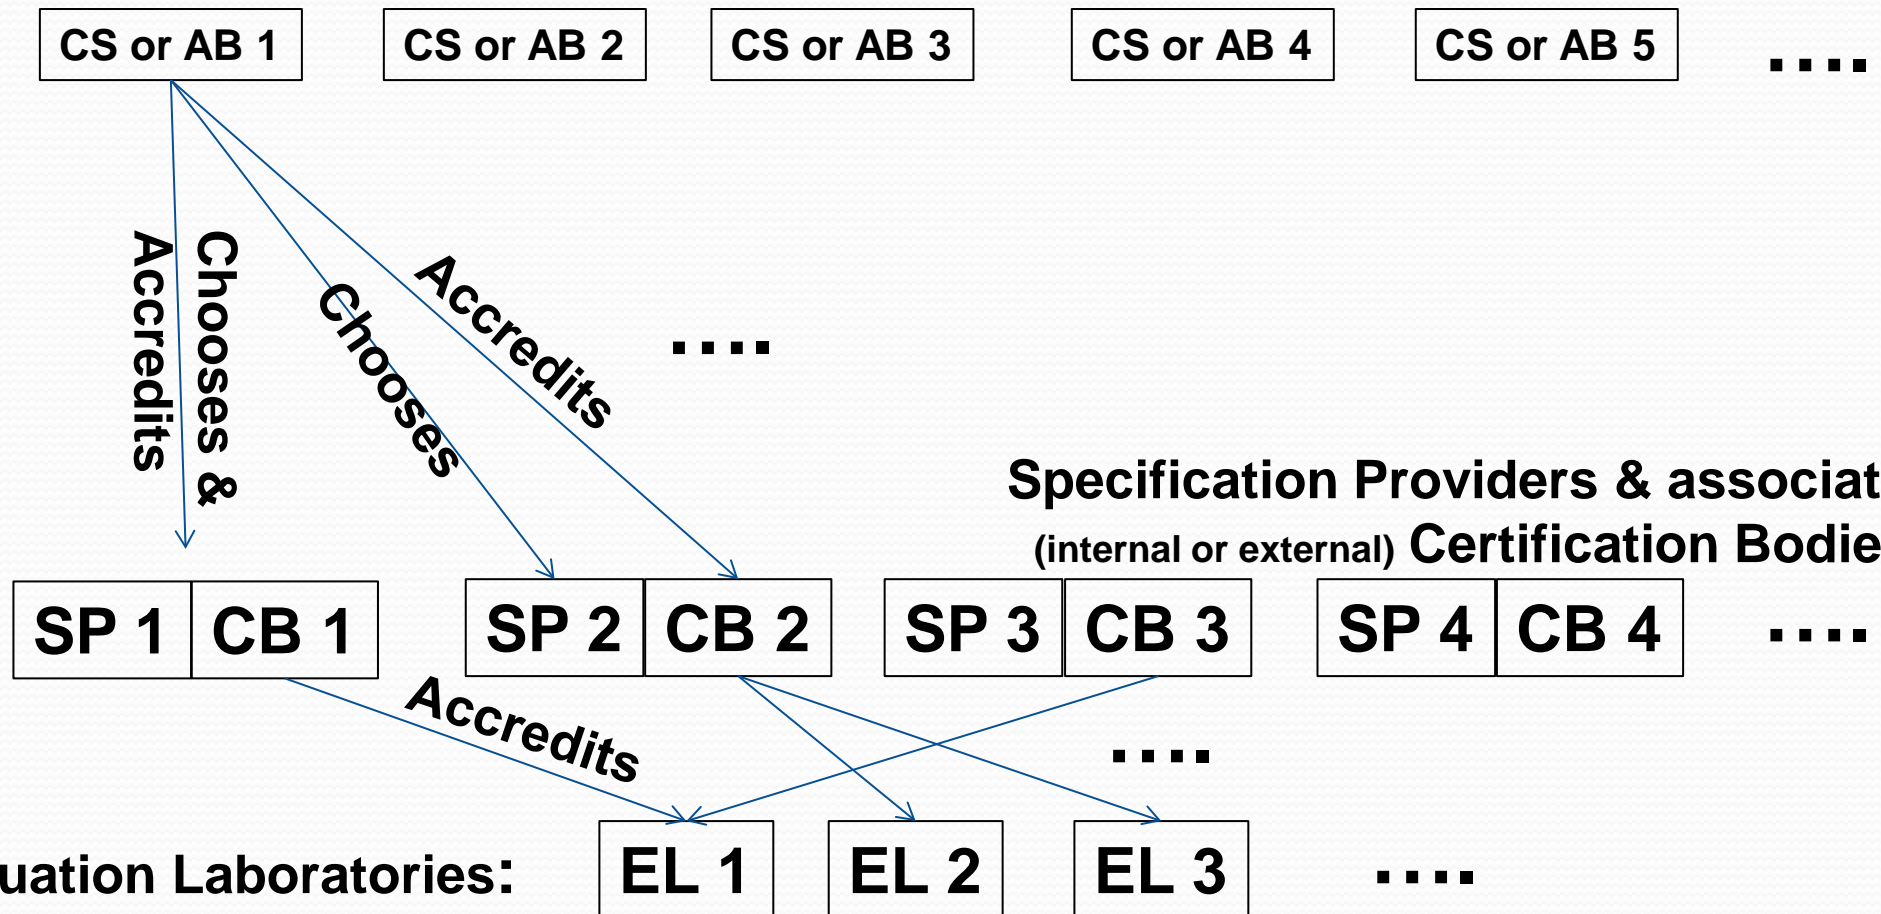 CS or AB 1
CS or AB 2
CS or AB 3
CS or AB 4
CS or AB 5
....
Chooses &
Accredits
Chooses
Accredits
....
Specification Providers & associat
(internal or external) Certification Bodie
SP 1
CB 1
SP 2
CB 2
SP 3
CB 3
SP 4
CB 4
....
Accredits
....
uation Laboratories:
EL 1
EL 2
EL 3
....